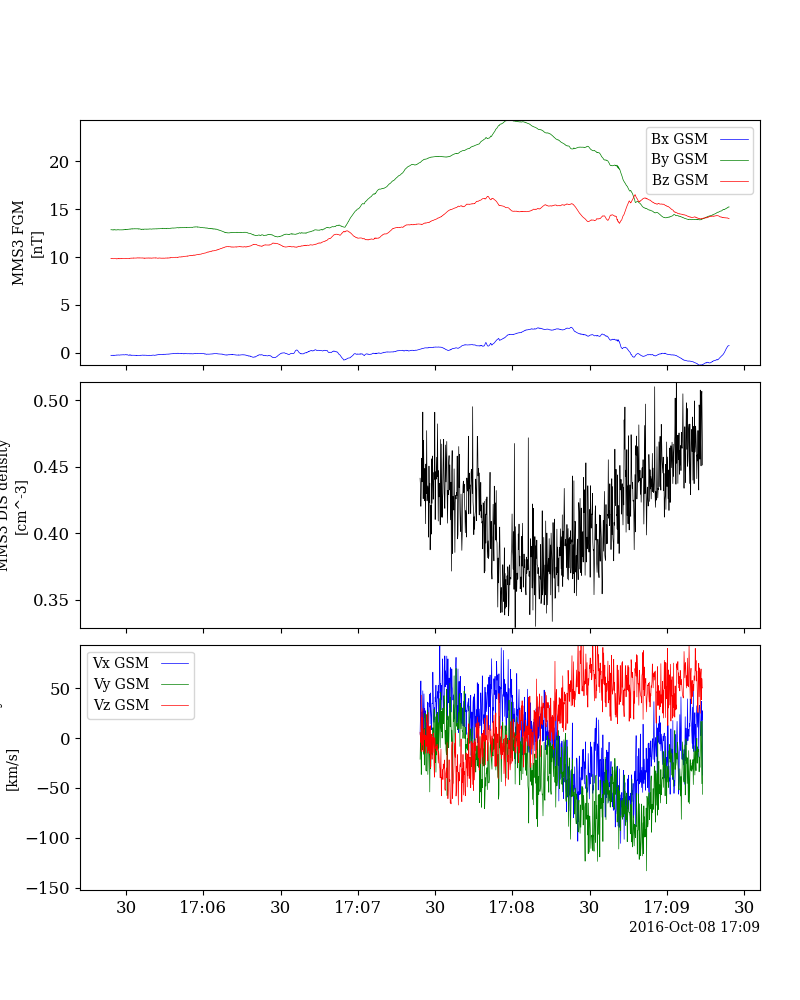 MMS3 FGM
[nT]
20
15
10
5
0
Bx GSM
By GSM
Bz GSM
MMS3 DIS density
[cm^-3]
0.50
0.45
0.40
0.35
[km/s]
50
0
−50
−100
−150
Vx GSM
Vy GSM
Vz GSM
30 17:06 30 17:07 30 17:08 30 17:09 30
2016-Oct-08 17:09